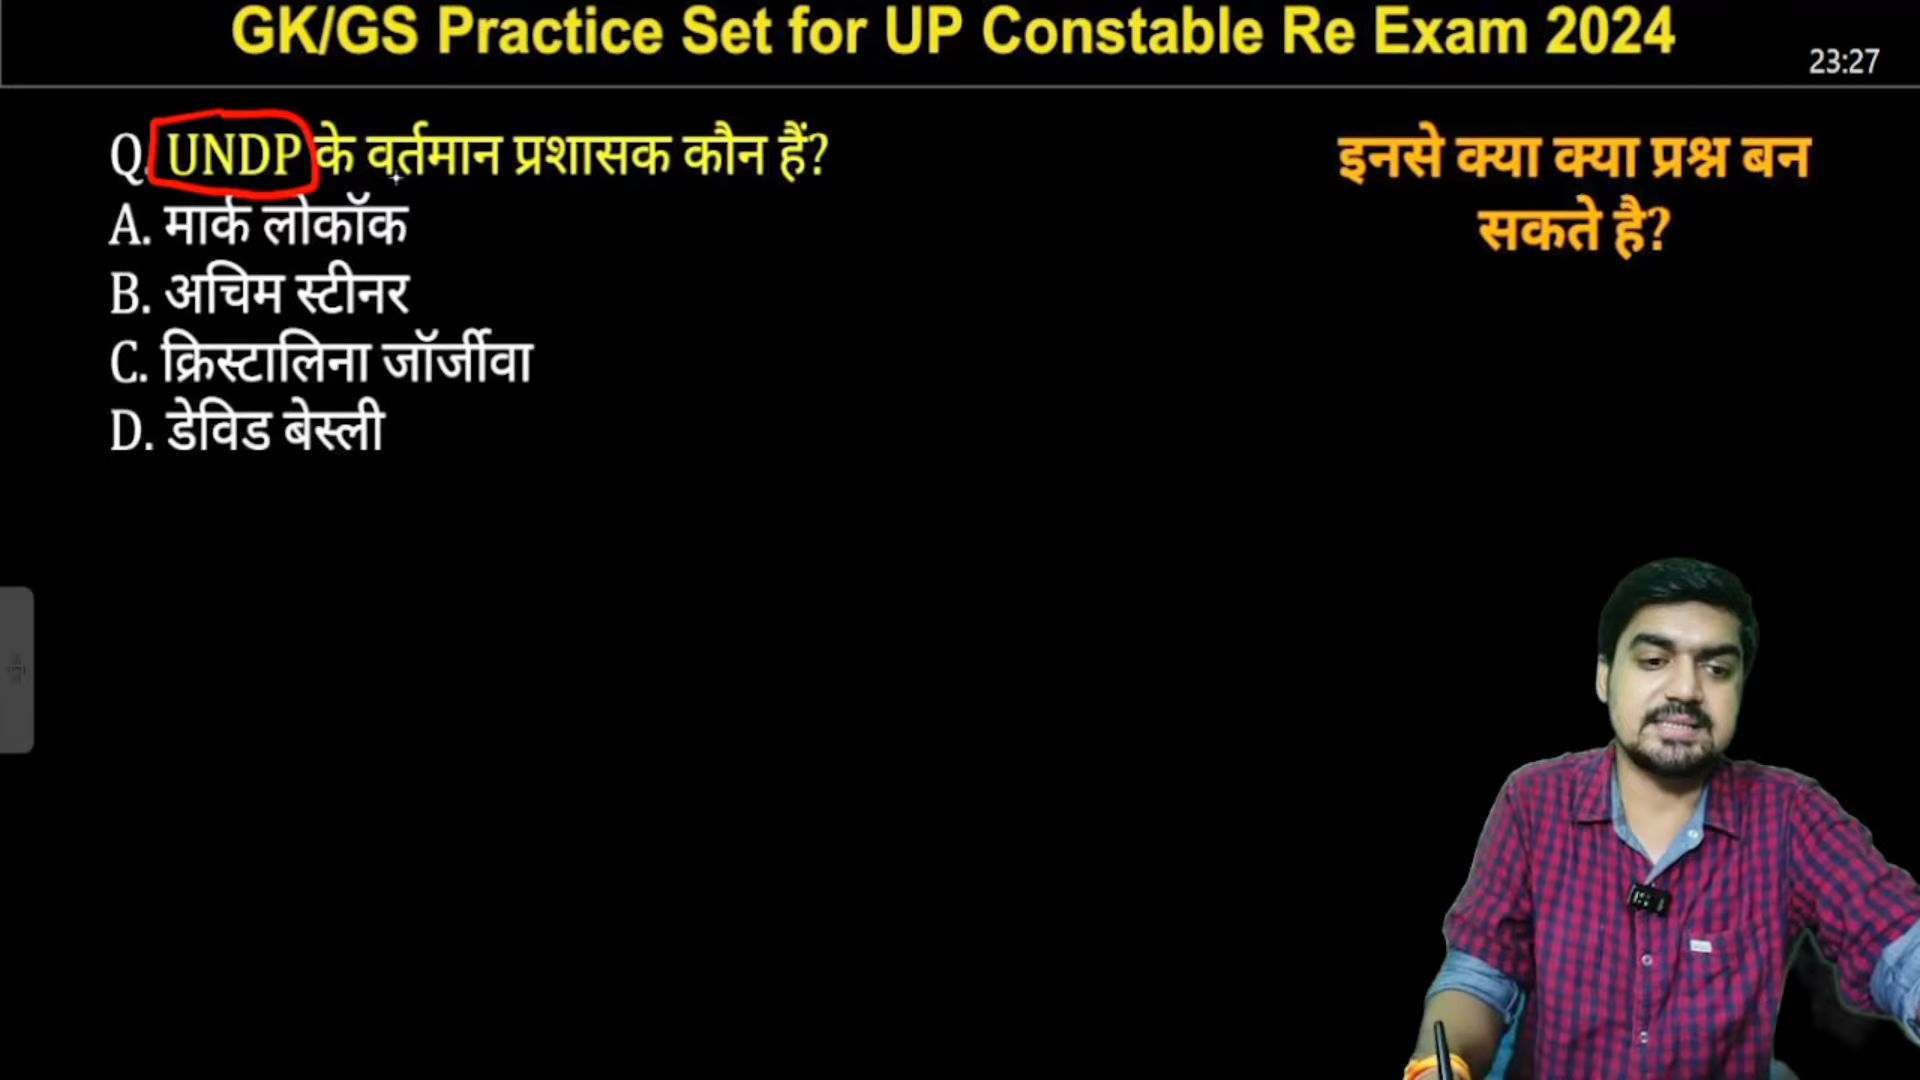 GK/GS Practice Set for UP Constable Re Exam 2024
23:27
Q. UNDP के वर्तमान प्रशासक कौन हैं?
A. मार्क लोकॉक
B. अचिम स्टीनर
C. क्रिस्टालिना जॉर्जीवा
D. डेविड बेस्ली
इनसे क्या क्या प्रश्न बन
सकते है?